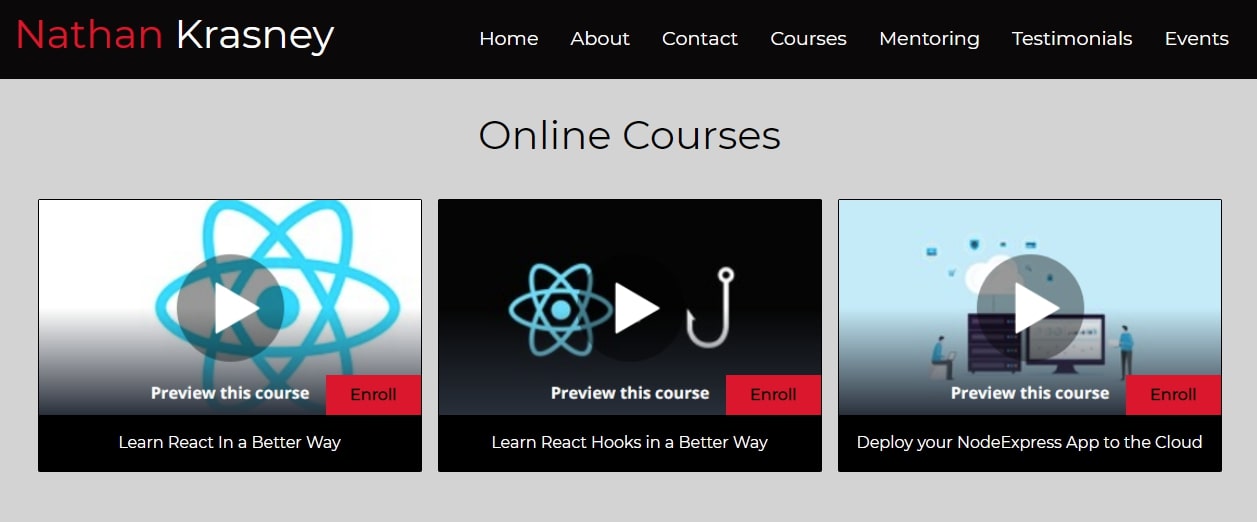 Nathan Krasney
Home About Contact Courses Mentoring Testimonials Events
Online Courses
Preview this course Enroll
Learn React In a Better Way
Preview this course Enroll
Learn React Hooks in a Better Way
Preview this course Enroll
Deploy your NodeExpress App to the Cloud